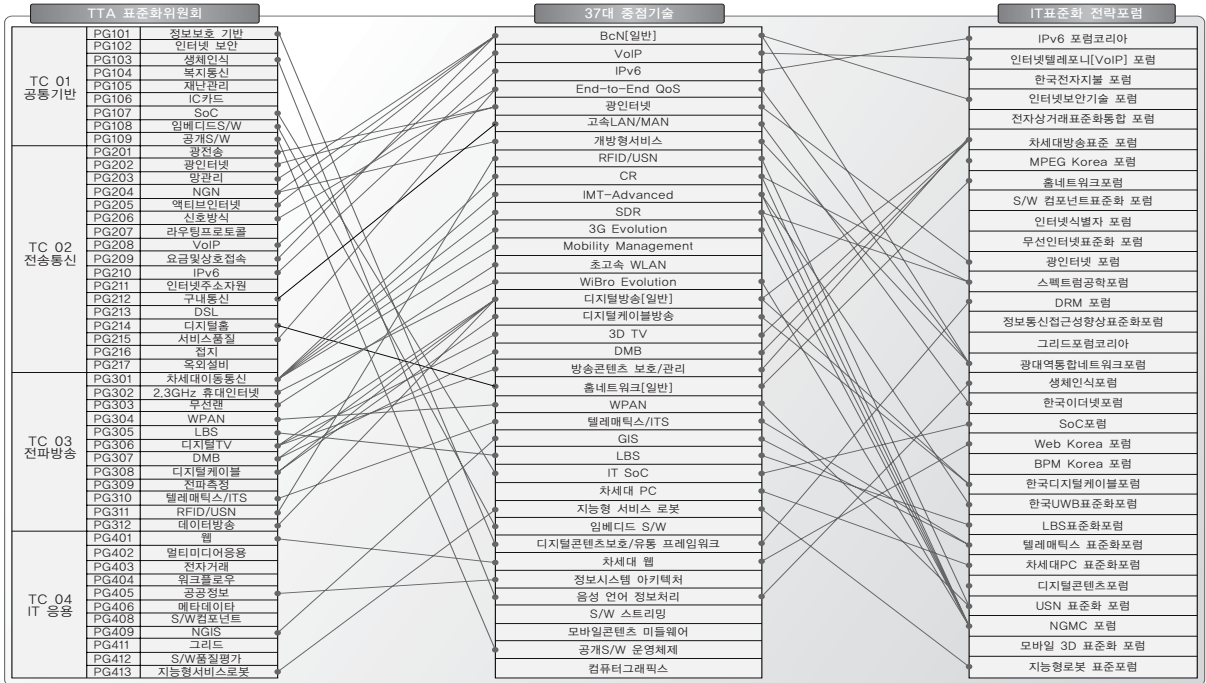 TTA 표준화위원회
TC 01
공통기반
PG101 정보보호 기반
PG102 인터넷 보안
PG103 생체인식
PG104 복지통신
PG105 재난관리
PG106 IC카드
PG107 SoC
PG108 임베디드S/W
PG109 공개S/W
TC 02
전송통신
PG201 광전송
PG202 광인터넷
PG203 망관리
PG204 NGN
PG205 액티브인터넷
PG206 신호방식
PG207 라우팅프로토콜
PG208 VoIP
PG209 요금및상호접속
PG210 IPv6
PG211 인터넷주소자원
PG212 구내통신
PG213 DSL
PG214 디지털홈
PG215 서비스품질
PG216 접지
PG217 옥외설비
TC 03
전파방송
PG301 차세대이동통신
PG302 2.3GHz 휴대인터넷
PG303 무선랜
PG304 WPAN
PG305 LBS
PG306 디지털TV
PG307 DMB
PG308 디지털케이블
PG309 전파측정
PG310 텔레매틱스/ITS
PG311 RFID/USN
PG312 데이터방송
TC 04
IT 응용
PG401 웹
PG402 멀티미디어응용
PG403 전자거래
PG404 워크플로우
PG405 공공정보
PG406 메타데이타
PG408 S/W컴포넌트
PG409 NGIS
PG411 그리드
PG412 S/W품질평가
PG413 지능형서비스로봇
37대 중점기술
BcN[일반]
VoIP
IPv6
End-to-End QoS
광인터넷
고속LAN/MAN
개방형서비스
RFID/USN
CR
IMT-Advanced
SDR
3G Evolution
Mobility Management
초고속 WLAN
WiBro Evolution
디지털방송[일반]
디지털케이블방송
3D TV
DMB
방송콘텐츠 보호/관리
홈네트워크[일반]
WPAN
텔레매틱스/ITS
GIS
LBS
IT SoC
차세대 PC
지능형 서비스 로봇
임베디드 S/W
디지털콘텐츠보호/유통 프레임워크
차세대 웹
정보시스템 아키텍처
음성 언어 정보처리
S/W 스트리밍
모바일콘텐츠 미들웨어
공개S/W 운영체제
컴퓨터그래픽스
IT표준화 전략포럼
IPv6 포럼코리아
인터넷텔레포니[VoIP] 포럼
한국전자지불 포럼
인터넷보안기술 포럼
전자상거래표준화통합 포럼
차세대방송표준 포럼
MPEG Korea 포럼
홈네트워크포럼
S/W 컴포넌트표준화 포럼
인터넷식별자 포럼
무선인터넷표준화 포럼
광인터넷 포럼
스펙트럼공학포럼
DRM 포럼
정보통신접근성향상표준화포럼
그리드포럼코리아
광대역통합네트워크포럼
생체인식포럼
한국이더넷포럼
SoC포럼
Web Korea 포럼
BPM Korea 포럼
한국디지털케이블포럼
한국UWB표준화포럼
LBS표준화포럼
텔레매틱스 표준화포럼
차세대PC 표준화포럼
디지털콘텐츠포럼
USN 표준화 포럼
NGMC 포럼
모바일 3D 표준화 포럼
지능형로봇 표준포럼